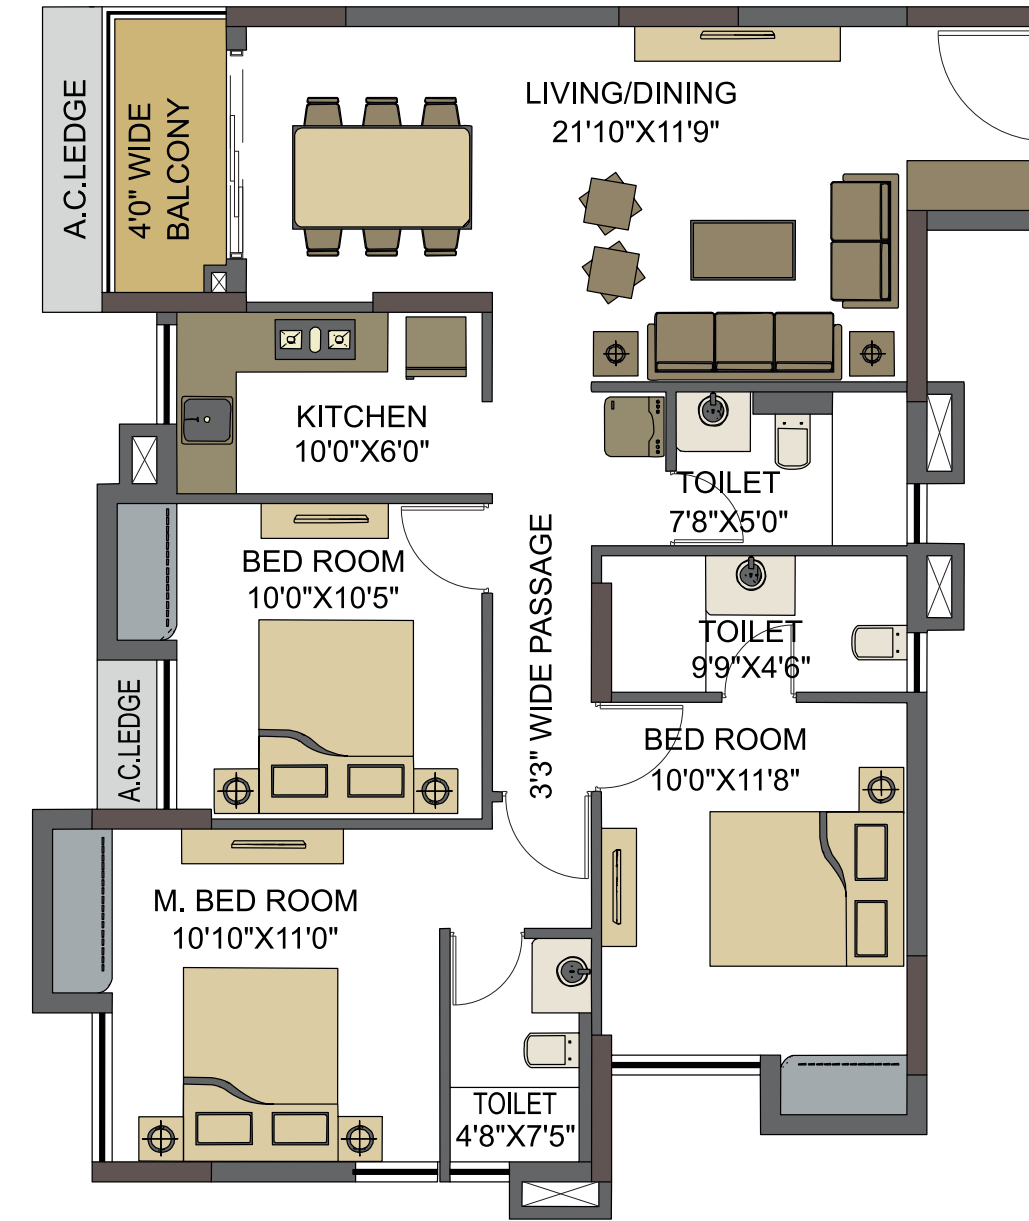 A.C.LEDGE
4'0" WIDE
BALCONY
LIVING/DINING
21'10"X11'9"
KITCHEN
10'0"X6'0"
TOILET
7'8"X5'0"
BED ROOM
10'0"X10'5"
3'3" WIDE PASSAGE
TOILET
9'9"X4'6"
A.C.LEDGE
BED ROOM
10'0"X11'8"
M. BED ROOM
10'10"X11'0"
TOILET
4'8"X7'5"